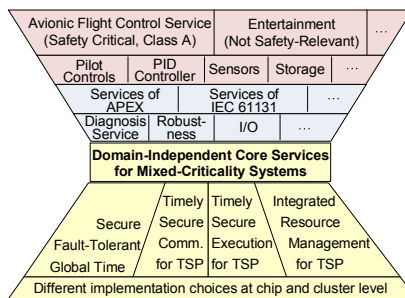 Avionic Flight Control Service Entertainment ...
(Safety Critical, Class A) (Not Safety-Relevant)
Pilot PID Sensors Storage ...
Controls Controller
Services of Services of ...
APEX IEC 61131
Diagnosis Robust- I/O ...
Service ness
Domain-Independent Core Services
for Mixed-Criticality Systems
Timely Timely Integrated
Secure Secure Secure Resource
Fault-Tolerant Comm. Execution Management
Global Time for TSP for TSP for TSP
Different implementation choices at chip and cluster level